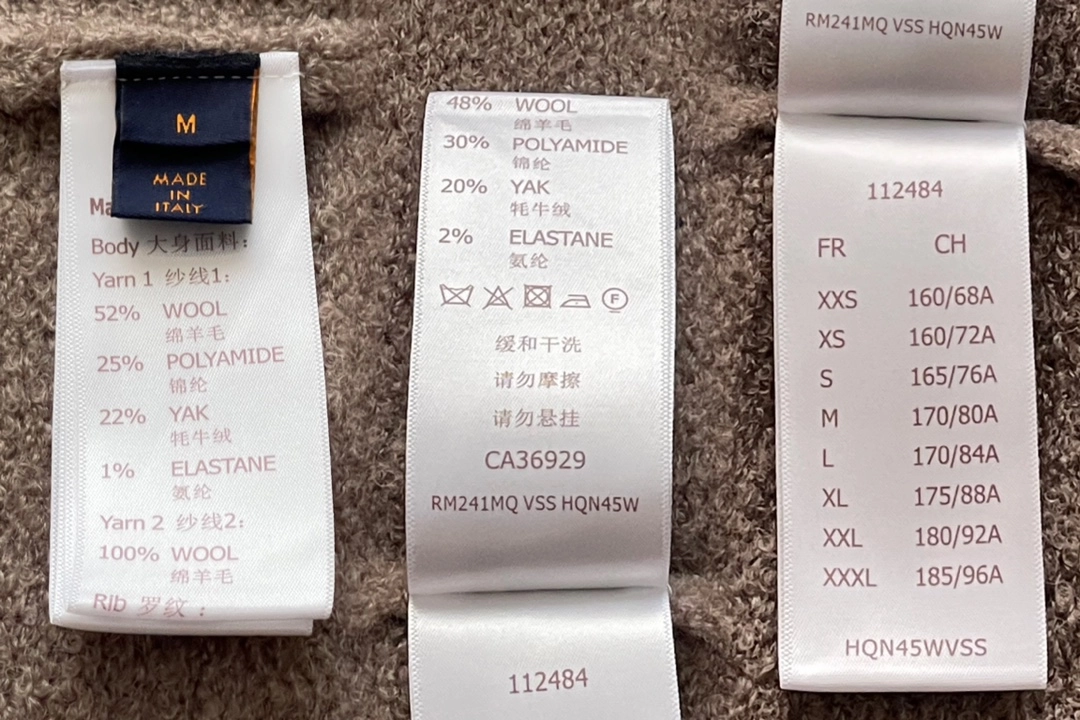 M
MADE
IN
ITALY
Body 大身面料:
Yarn 1 纱线1:
52% WOOL
绵羊毛
25% POLYAMIDE
锦纶
22% YAK
牦牛绒
1% ELASTANE
氨纶
Yarn 2 纱线2:
100% WOOL
绵羊毛
Rib 罗纹 :
48% WOOL
绵羊毛
30% POLYAMIDE
锦纶
20% YAK
牦牛绒
2% ELASTANE
氨纶
F
缓和干洗
请勿摩擦
请勿悬挂
CA36929
RM241MQ VSS HQN45W
112484
RM241MQ VSS HQN45W
112484
FR CH
XXS 160/68A
XS 160/72A
S 165/76A
M 170/80A
L 170/84A
XL 175/88A
XXL 180/92A
XXXL 185/96A
HQN45WVSS